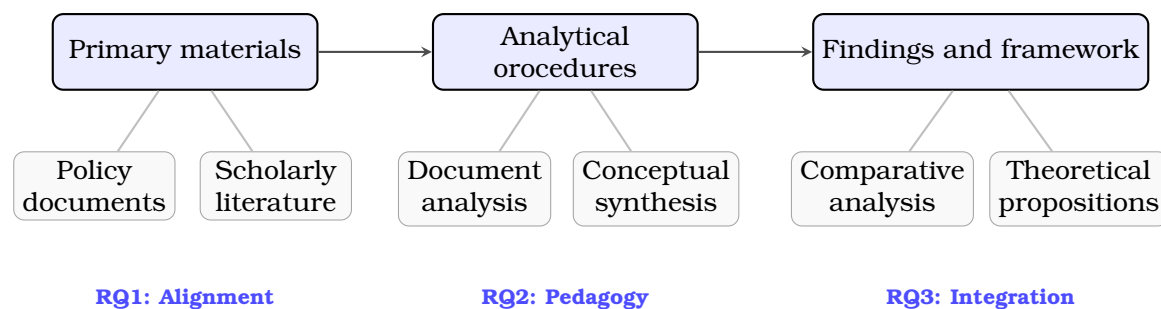 Primary materials
Analytical
orocedures
Findings and framework
Policy
documents
Scholarly
literature
Document
analysis
Conceptual
synthesis
Comparative
analysis
Theoretical
propositions
RQ1: Alignment
RQ2: Pedagogy
RQ3: Integration